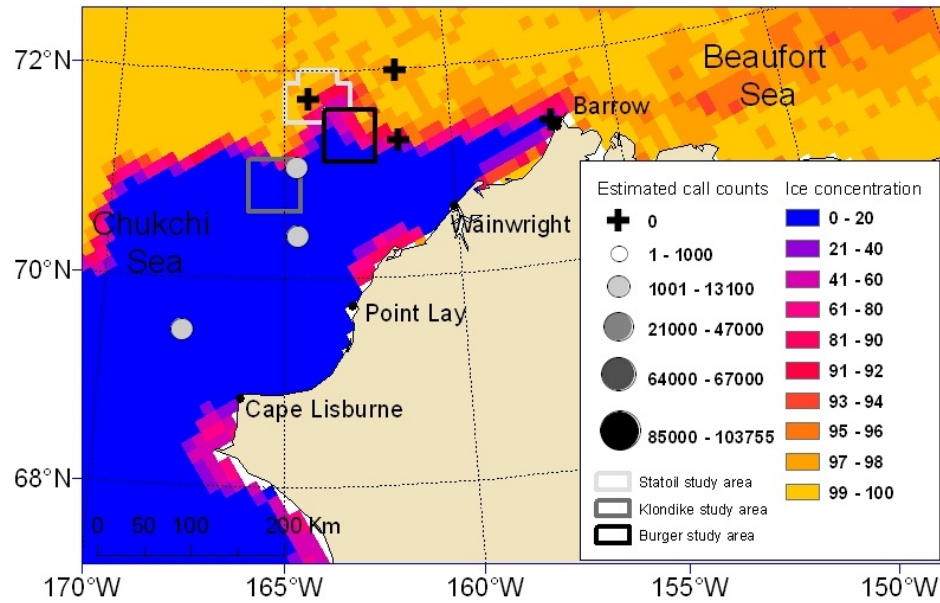 72°N
70°N
68°N
Beaufort
Sea
Barrow
Chukchi
Sea
Wainwright
Point Lay
Cape Lisburne
0 50 100 200 Km
170°W 165°W 160°W 155°W 150°W
Estimated call counts
0
1 - 1000
1001 - 13100
21000 - 47000
64000 - 67000
85000 - 103755
Statoil study area
Klondike study area
Burger study area
Ice concentration
0 - 20
21 - 40
41 - 60
61 - 80
81 - 90
91 - 92
93 - 94
95 - 96
97 - 98
99 - 100